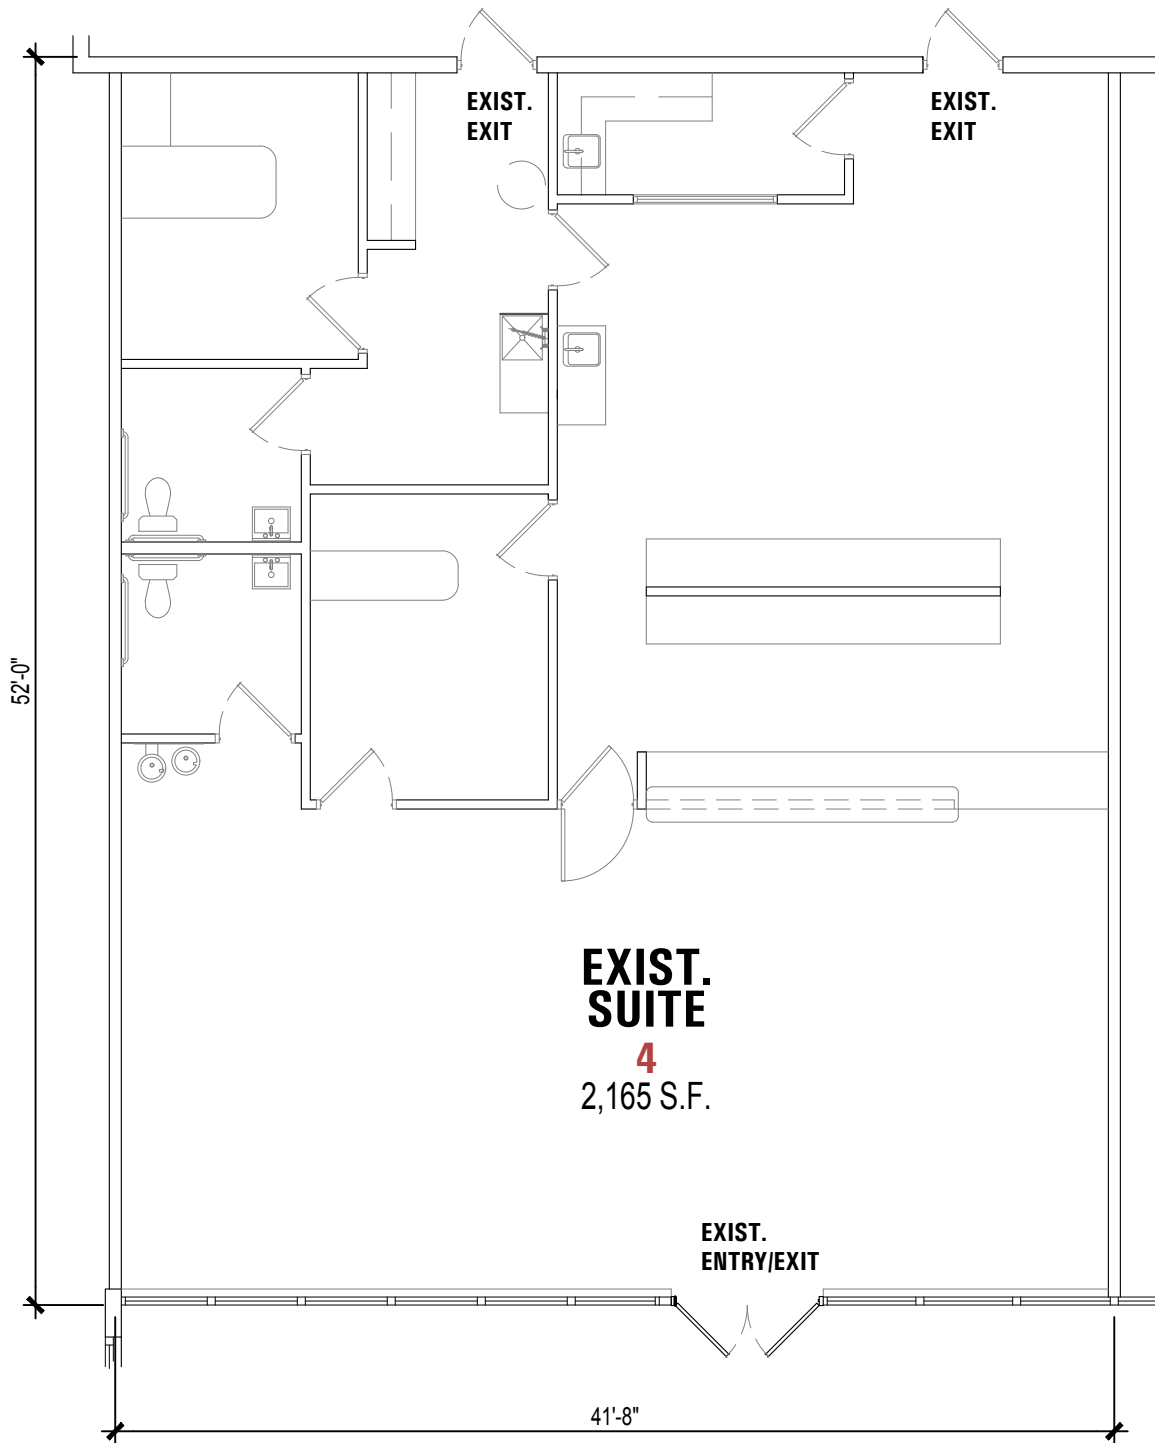 EXIST.
EXIT
EXIST.
EXIT
52'-0"
EXIST.
SUITE
4
2,165 S.F.
EXIST.
ENTRY/EXIT
41'-8"